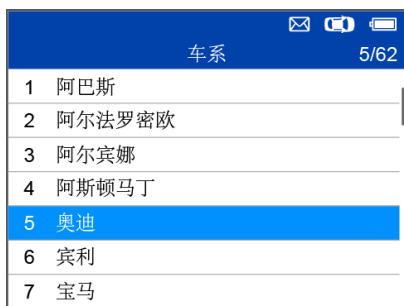 车系 5/62
1 阿巴斯
2 阿尔法罗密欧
3 阿尔宾娜
4 阿斯顿马丁
5 奥迪
6 宾利
7 宝马